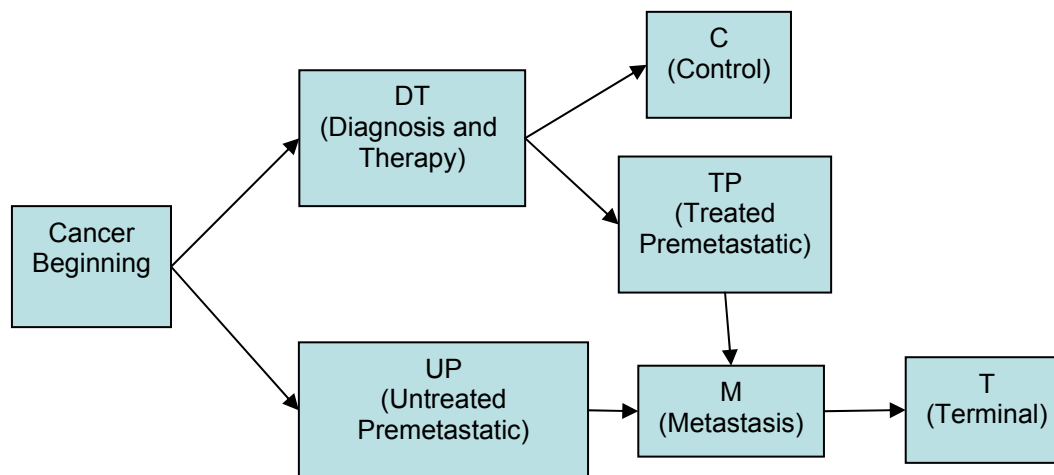 C
(Control)
DT
(Diagnosis and
Therapy)
TP
(Treated
Premetastatic)
Cancer
Beginning
UP
(Untreated
Premetastatic)
M
(Metastasis)
T
(Terminal)